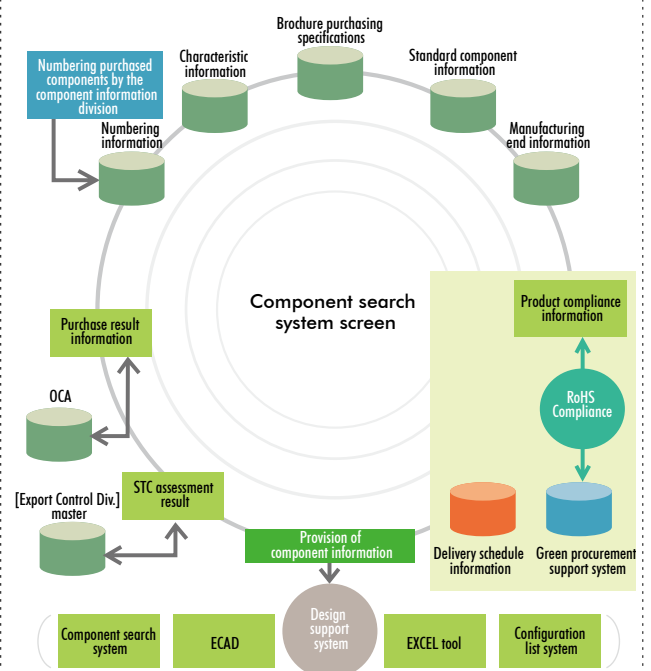 Brochure purchasing
specifications
Characteristic
information
Standard component
information
Numbering purchased
components by the
component information
division
Numbering
information
Manufacturing
end information
Component search
system screen
Product compliance
information
Purchase result
information
RoHS
Compliance
OCA
STC assessment
result
[Export Control Div.]
master
Provision of
component information
Delivery schedule
information
Green procurement
support system
Design
support
system
Component search
system
ECAD
EXCEL tool
Configuration
list system